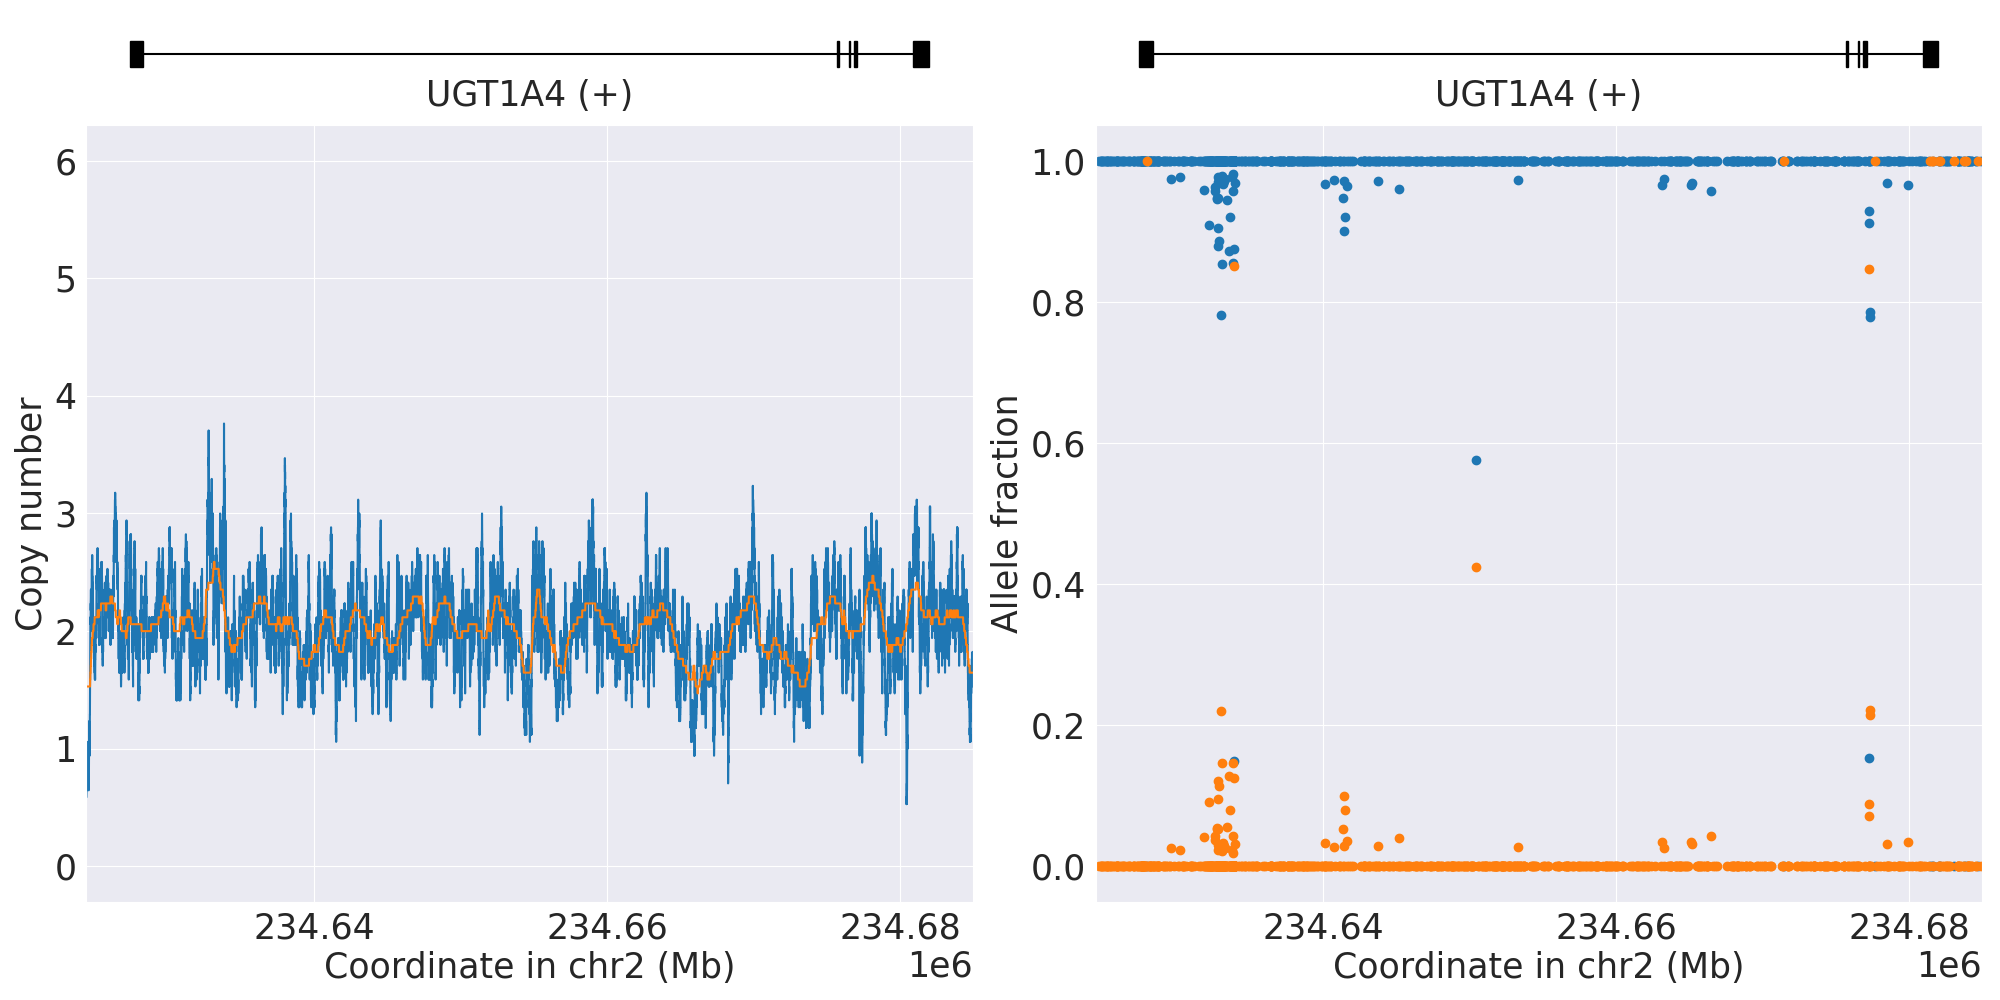 UGT1A4 (+)
6
5
4
3
2
1
0
Copy number
234.64
234.66
234.68
Coordinate in chr2 (Mb)
1e6
UGT1A4 (+)
1.0
0.8
0.6
0.4
0.2
0.0
Allele fraction
234.64
234.66
234.68
Coordinate in chr2 (Mb)
1e6